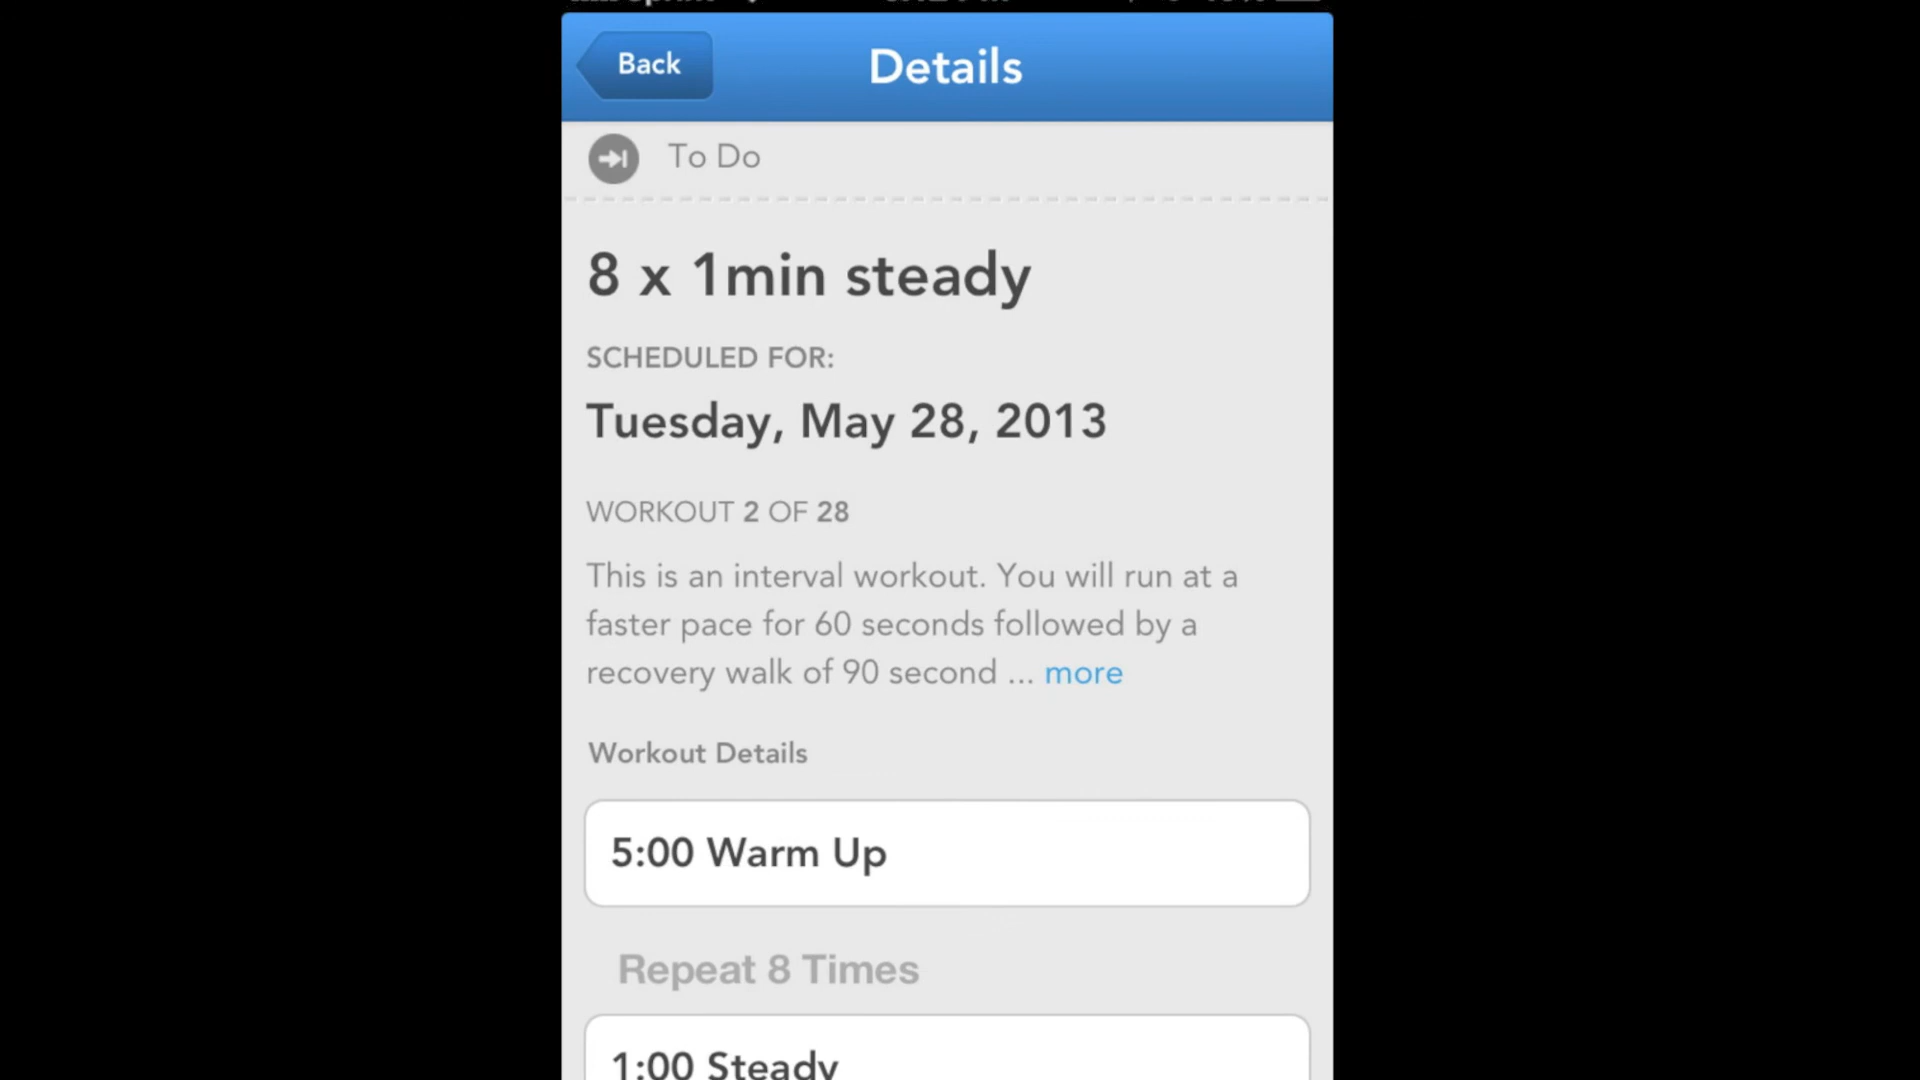 Back
Details
To Do
8 x 1min steady
SCHEDULED FOR:
Tuesday, May 28, 2013
WORKOUT 2 OF 28
This is an interval workout. You will run at a
faster pace for 60 seconds followed by a
recovery walk of 90 second ... more
Workout Details
5:00 Warm Up
Repeat 8 Times
1:00 Steady